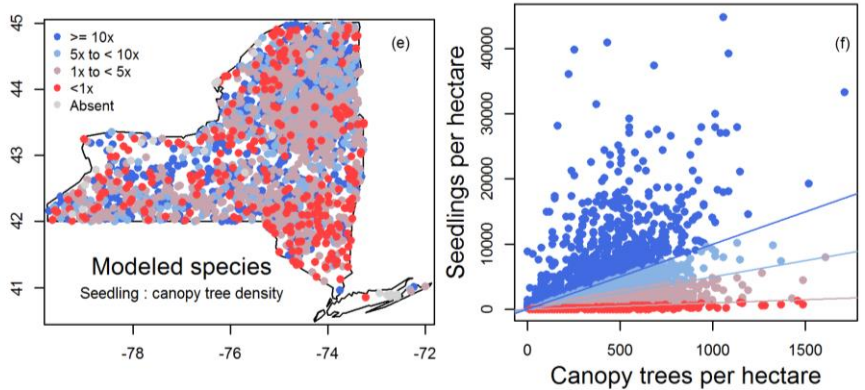 45
44
43
42
41
>= 10x
5x to < 10x
1x to < 5x
<1x
Absent
(e)
Modeled species
Seedling : canopy tree density
-78
-76
-74
-72
Seedlings per hectare
40000
30000
20000
10000
0
(f)
0
500
1000
1500
Canopy trees per hectare